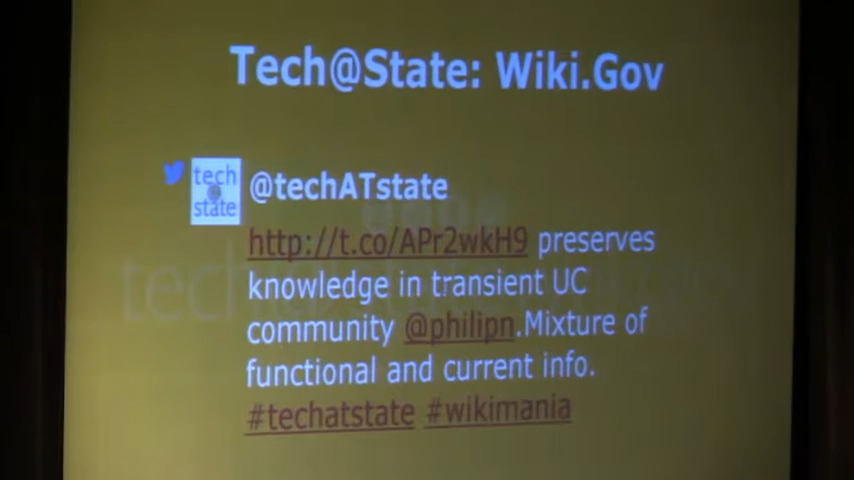 Tech@State: Wiki.Gov
tech
@
state
@techATstate
http://t.co/APr2wkH9 preserves
knowledge in transient UC
community @philipn.Mixture of
functional and current info.
#techatstate #wikimania